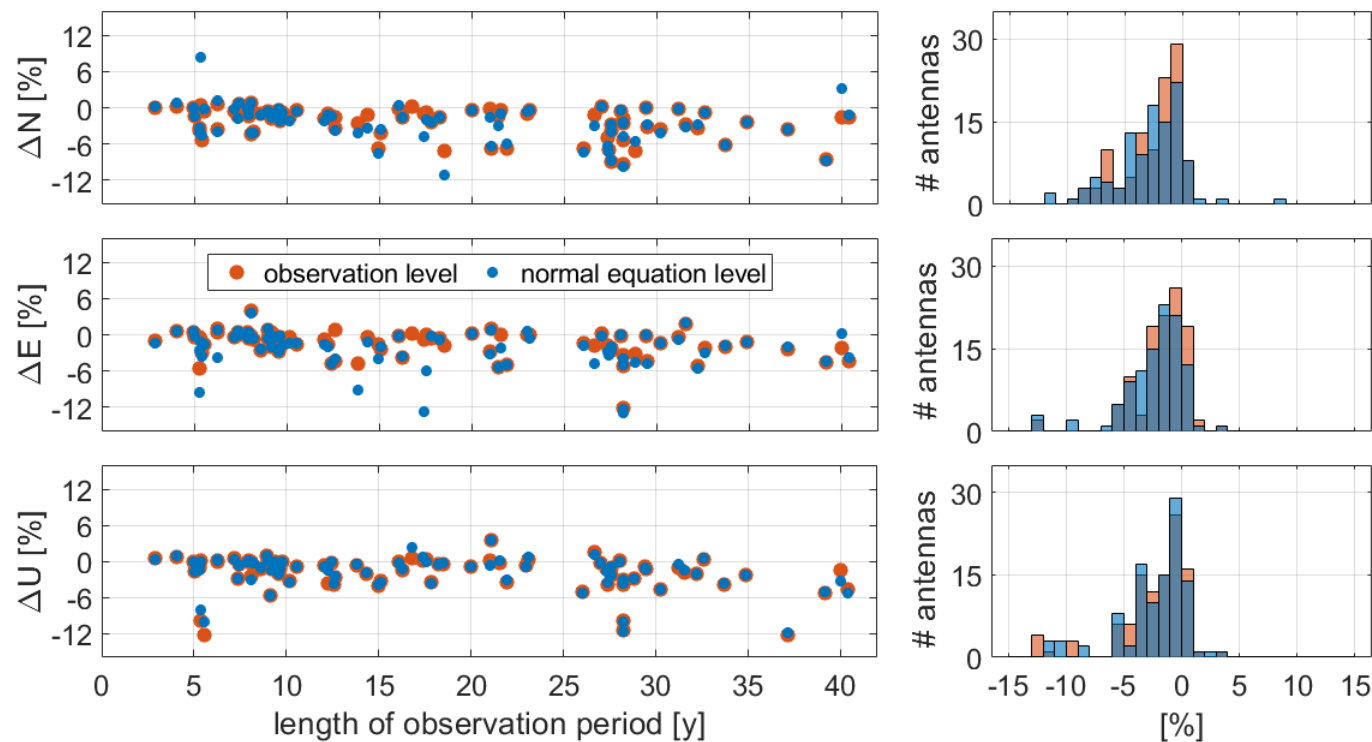 12
6
0
-6
-12
ΔN [%]
30
15
0
# antennas
12
6
0
-6
-12
ΔE [%]
observation level normal equation level
30
15
0
# antennas
12
6
0
-6
-12
ΔU [%]
0 5 10 15 20 25 30 35 40
length of observation period [y]
30
15
0
# antennas
-15 -10 -5 0 5 10 15
[%]